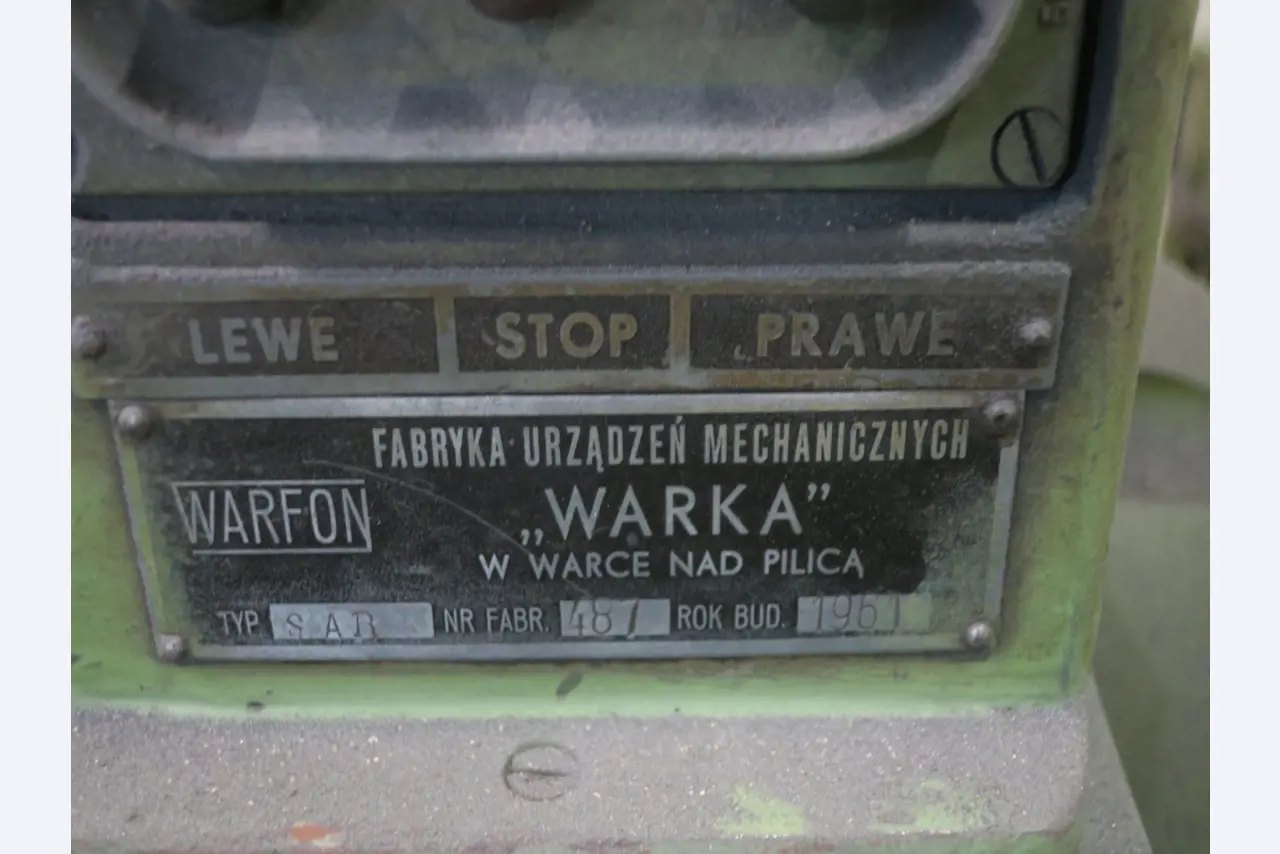 LEWE STOP PRAWE
FABRYKA URZĄDZEŃ MECHANICZNYCH
WARFON
„WARKA”
W WARCE NAD PILICĄ
TYP SAB NR FABR. 487 ROK BUD. 1961